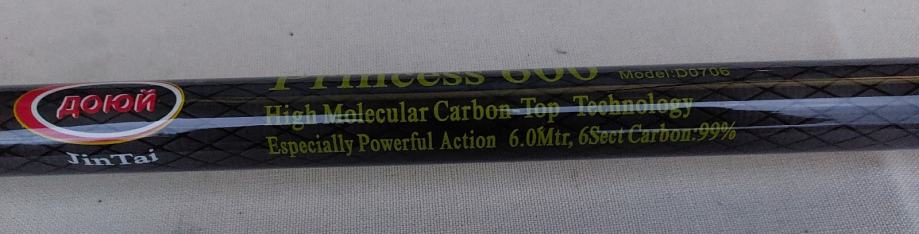 ДОЮЙ
JinTai
Princess 600 Model:D0706
High Molecular Carbon-Top Technology
Especially Powerful Action 6.0Mtr, 6Sect Carbon:99%